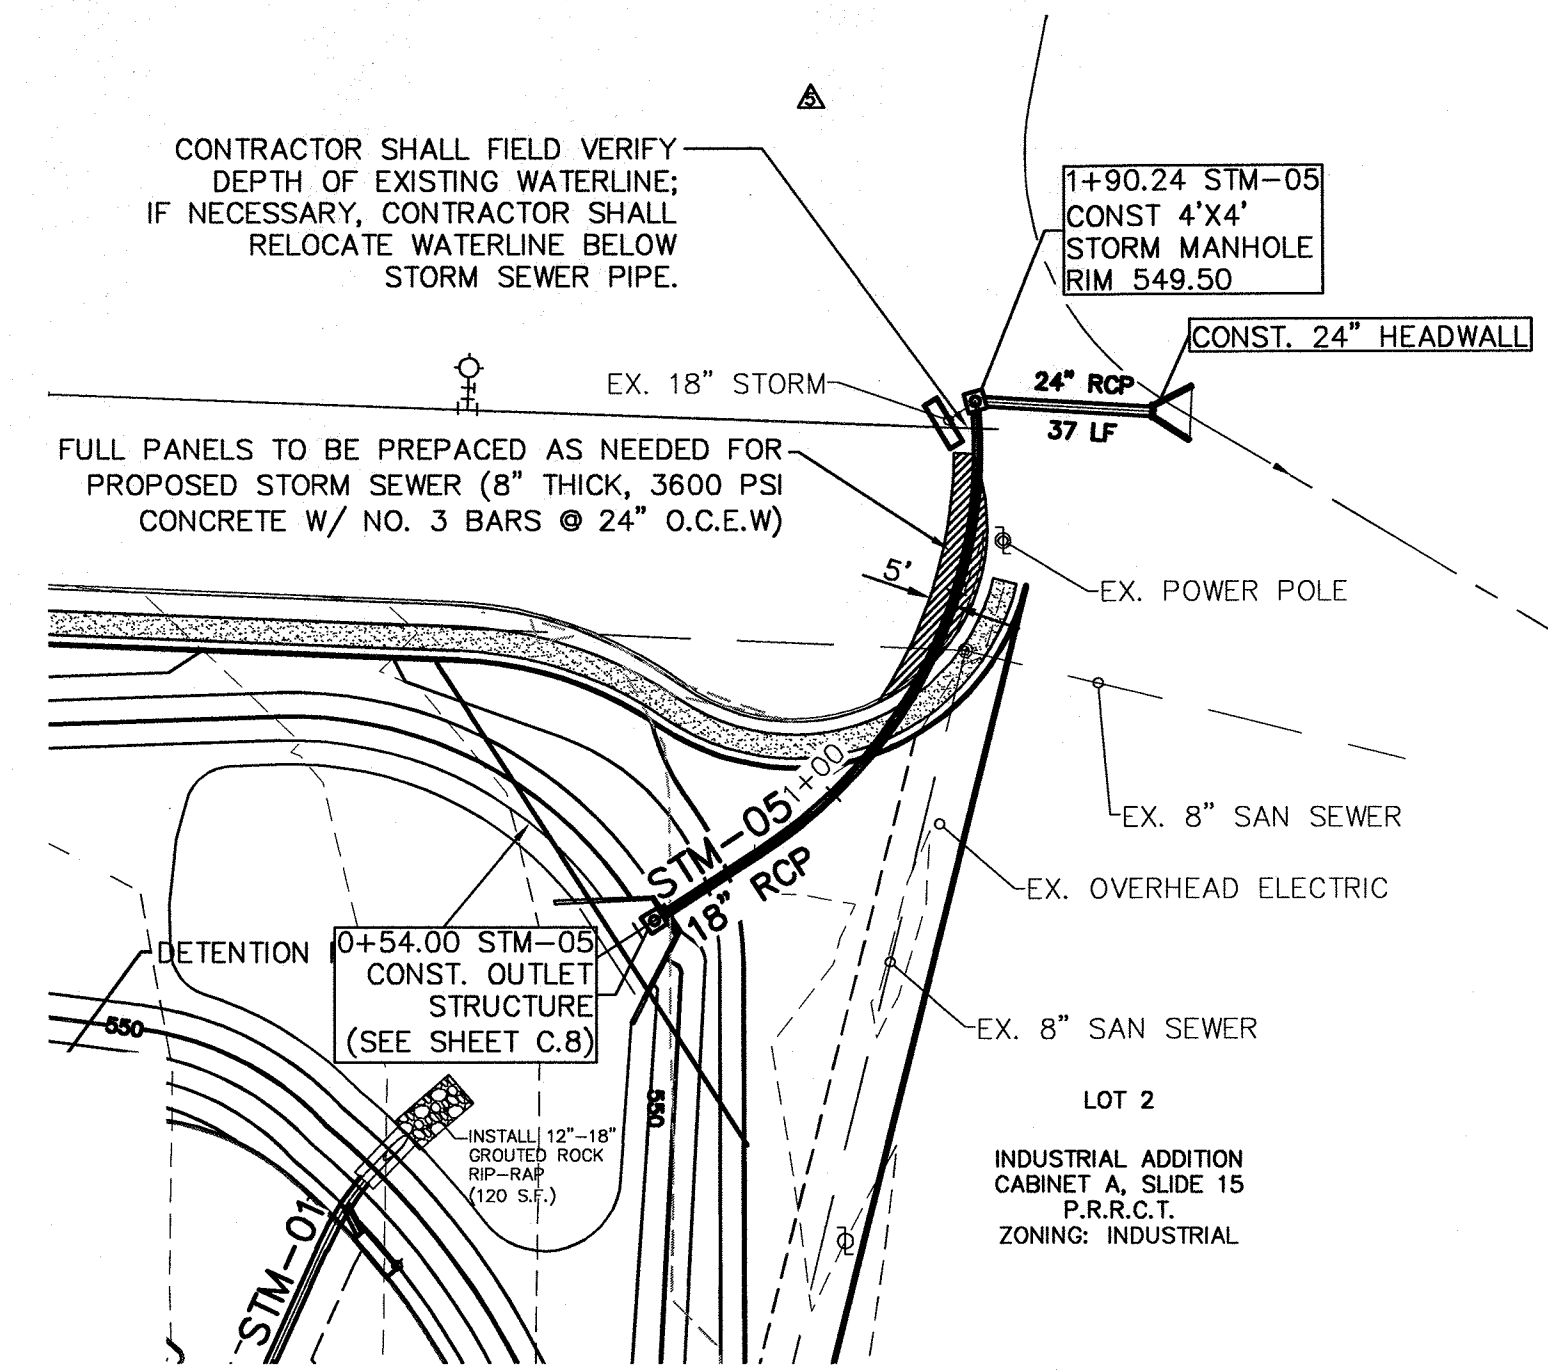 5
CONTRACTOR SHALL FIELD VERIFY
DEPTH OF EXISTING WATERLINE;
IF NECESSARY, CONTRACTOR SHALL
RELOCATE WATERLINE BELOW
STORM SEWER PIPE.
1+90.24 STM-05
CONST 4'X4'
STORM MANHOLE
RIM 549.50
CONST. 24" HEADWALL
EX. 18" STORM
24" RCP
37 LF
FULL PANELS TO BE PREPACED AS NEEDED FOR
PROPOSED STORM SEWER (8" THICK, 3600 PSI
CONCRETE W/ NO. 3 BARS @ 24" O.C.E.W)
5'
EX. POWER POLE
1+00
STM-05
18" RCP
EX. 8" SAN SEWER
EX. OVERHEAD ELECTRIC
DETENTION
0+54.00 STM-05
CONST. OUTLET
STRUCTURE
(SEE SHEET C.8)
550
EX. 8" SAN SEWER
550
LOT 2
INSTALL 12"-18"
GROUTED ROCK
RIP-RAP
(120 S.F.)
INDUSTRIAL ADDITION
CABINET A, SLIDE 15
P.R.R.C.T.
ZONING: INDUSTRIAL
STM-01